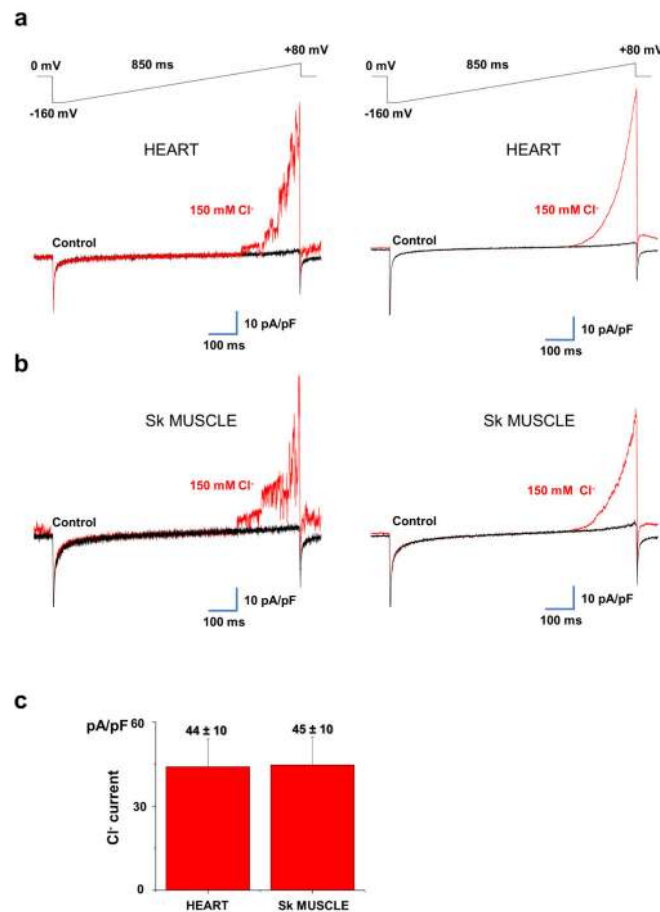 a
0 mV 850 ms +80 mV
-160 mV
HEART
150 mM Cl-
Control
10 pA/pF
100 ms
0 mV 850 ms +80 mV
-160 mV
HEART
150 mM Cl-
Control
10 pA/pF
100 ms
b
Sk MUSCLE
150 mM Cl-
Control
10 pA/pF
100 ms
Sk MUSCLE
150 mM Cl-
Control
10 pA/pF
100 ms
c
pA/pF 60
44 ± 10 45 ± 10
Cl- current
30
0
HEART Sk MUSCLE